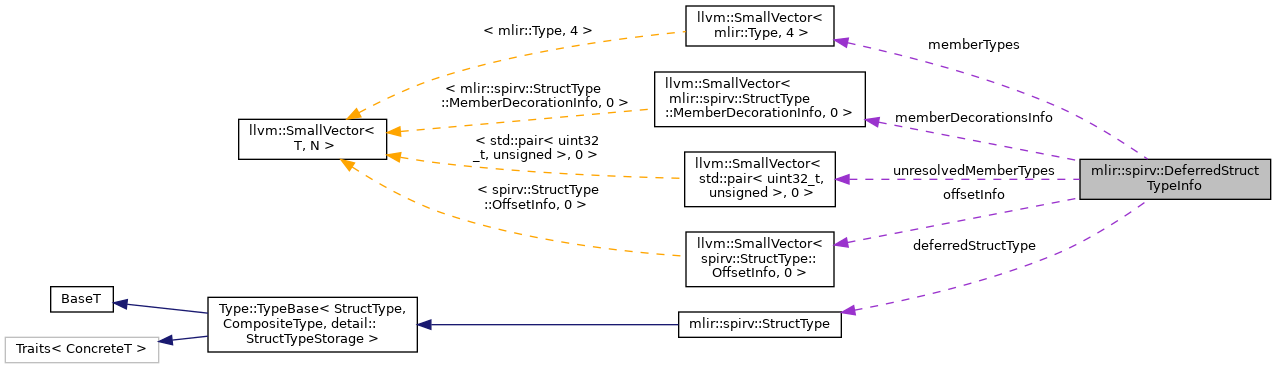 llvm::SmallVector<
mlir::Type, 4 >
< mlir::Type, 4 >
memberTypes
llvm::SmallVector<
mlir::spirv::StructType
::MemberDecorationInfo, 0 >
< mlir::spirv::StructType
::MemberDecorationInfo, 0 >
memberDecorationsInfo
llvm::SmallVector<
T, N >
< std::pair< uint32
_t, unsigned >, 0 >
llvm::SmallVector<
std::pair< uint32_t,
unsigned >, 0 >
unresolvedMemberTypes
mlir::spirv::DeferredStruct
TypeInfo
< spirv::StructType
::OffsetInfo, 0 >
offsetInfo
llvm::SmallVector<
spirv::StructType::
OffsetInfo, 0 >
deferredStructType
BaseT
Type::TypeBase< StructType,
CompositeType, detail::
StructTypeStorage >
mlir::spirv::StructType
Traits< ConcreteT >